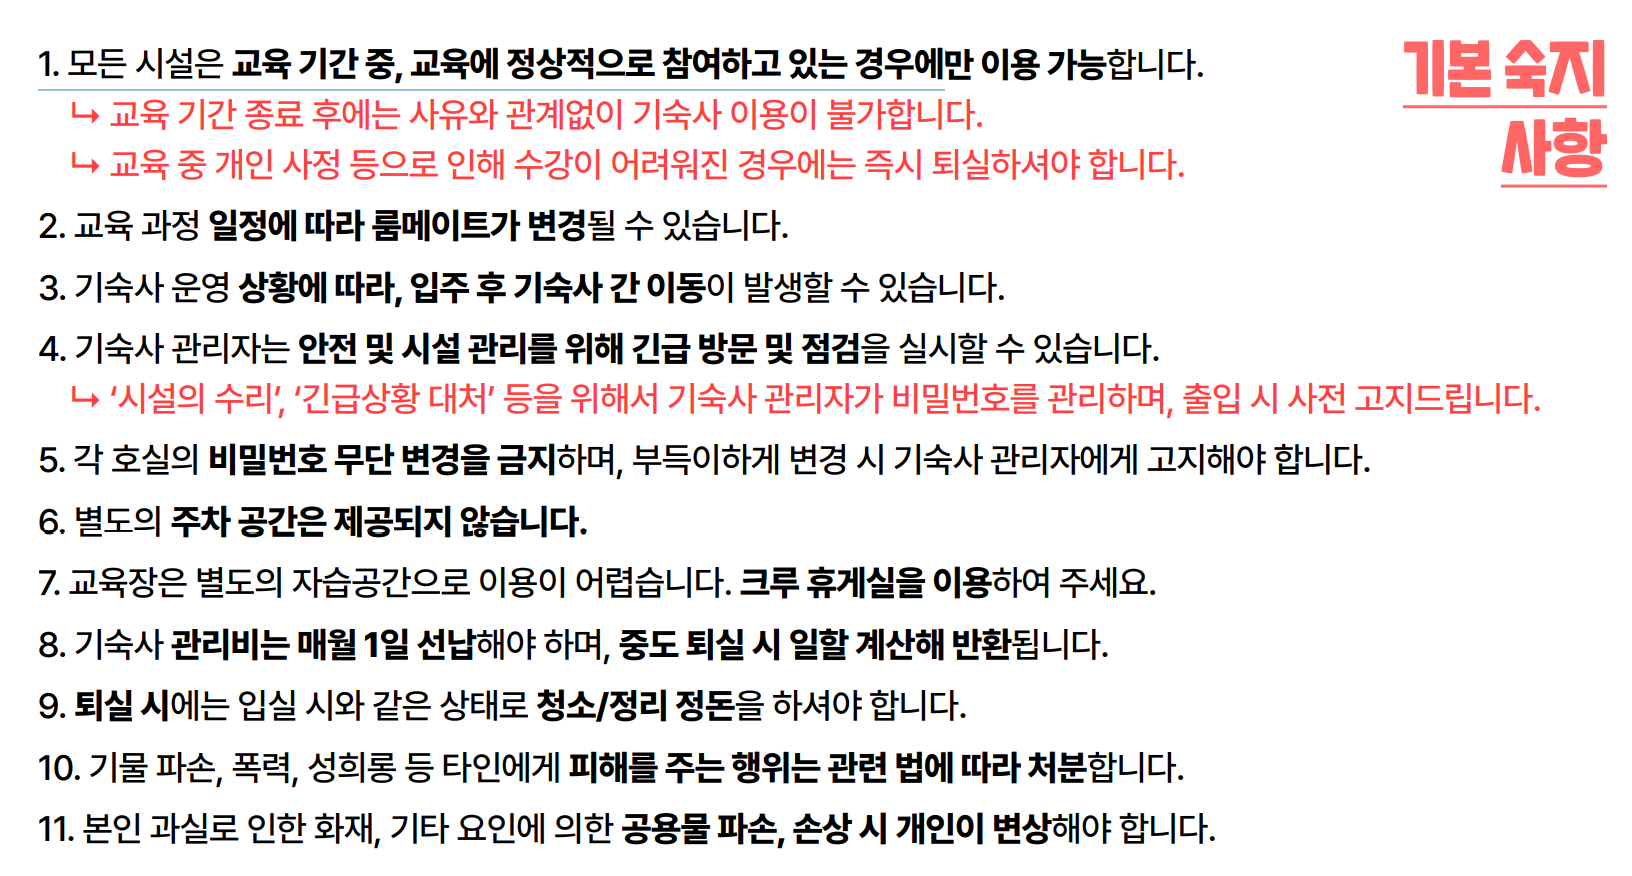 기본 숙지
사항
1. 모든 시설은 교육 기간 중, 교육에 정상적으로 참여하고 있는 경우에만 이용 가능합니다.
↳ 교육 기간 종료 후에는 사유와 관계없이 기숙사 이용이 불가합니다.
↳ 교육 중 개인 사정 등으로 인해 수강이 어려워진 경우에는 즉시 퇴실하셔야 합니다.
2. 교육 과정 일정에 따라 룸메이트가 변경될 수 있습니다.
3. 기숙사 운영 상황에 따라, 입주 후 기숙사 간 이동이 발생할 수 있습니다.
4. 기숙사 관리자는 안전 및 시설 관리를 위해 긴급 방문 및 점검을 실시할 수 있습니다.
↳ ‘시설의 수리’, ‘긴급상황 대처’ 등을 위해서 기숙사 관리자가 비밀번호를 관리하며, 출입 시 사전 고지드립니다.
5. 각 호실의 비밀번호 무단 변경을 금지하며, 부득이하게 변경 시 기숙사 관리자에게 고지해야 합니다.
6. 별도의 주차 공간은 제공되지 않습니다.
7. 교육장은 별도의 자습공간으로 이용이 어렵습니다. 크루 휴게실을 이용하여 주세요.
8. 기숙사 관리비는 매월 1일 선납해야 하며, 중도 퇴실 시 일할 계산해 반환됩니다.
9. 퇴실 시에는 입실 시와 같은 상태로 청소/정리 정돈을 하셔야 합니다.
10. 기물 파손, 폭력, 성희롱 등 타인에게 피해를 주는 행위는 관련 법에 따라 처분합니다.
11. 본인 과실로 인한 화재, 기타 요인에 의한 공용물 파손, 손상 시 개인이 변상해야 합니다.